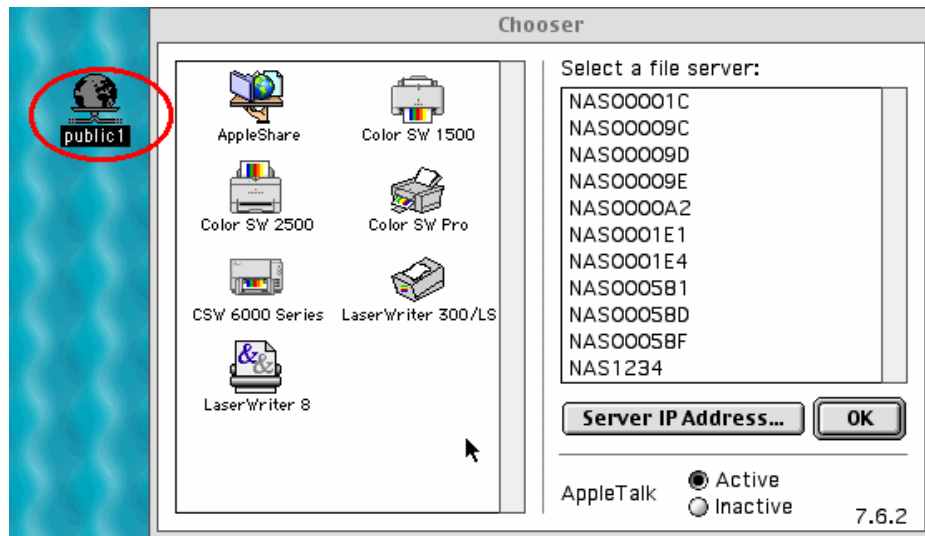 Chooser
public1
AppleShare
Color SW 1500
Color SW 2500
Color SW Pro
CSW 6000 Series
LaserWriter 300/LS
&&
LaserWriter 8
Select a file server:
NAS00001C
NAS00009C
NAS00009D
NAS00009E
NAS0000A2
NAS0001E1
NAS0001E4
NAS0005B1
NAS00058D
NAS00058F
NAS1234
Server IP Address...
OK
AppleTalk
Active
Inactive
7.6.2